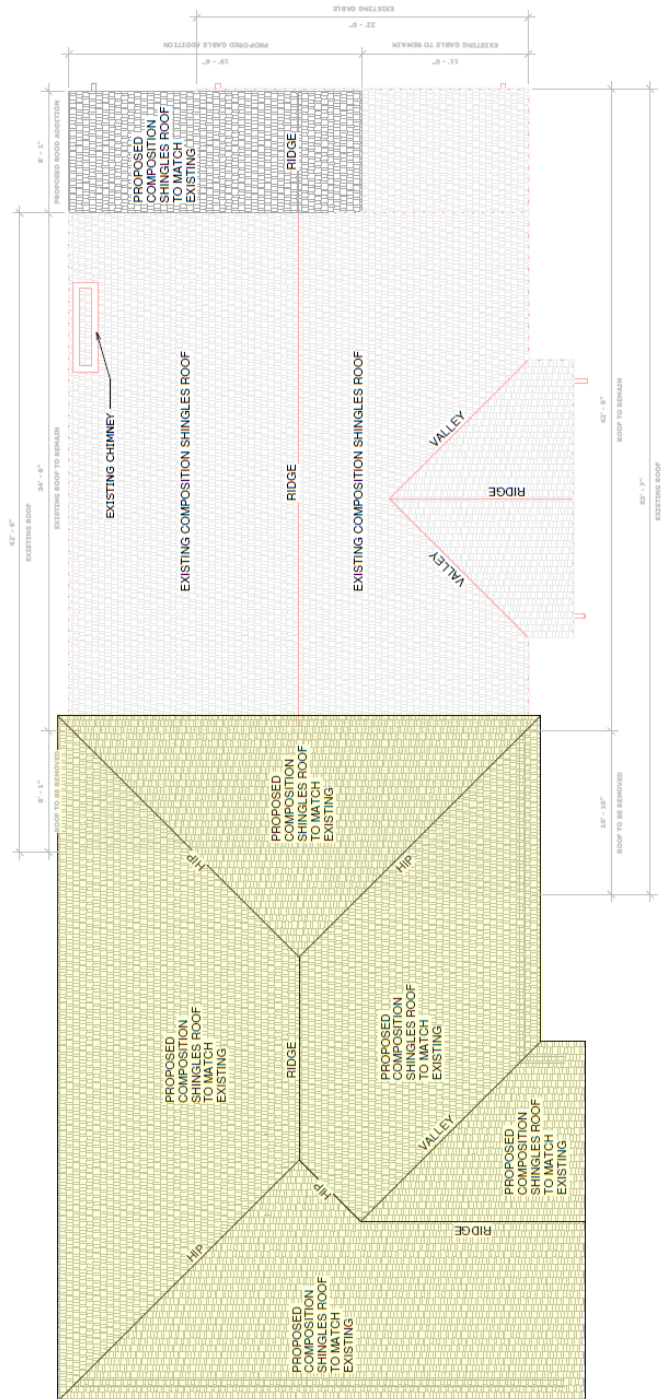 EXISTING GABLE
22' - 0"
PROPOSED GABLE ADDITION
EXISTING GABLE TO REMAIN
19' - 6"
11' - 0"
PROPOSED ROOD ADDITION
8' - 1"
PROPOSED
COMPOSITION
SHINGLES ROOF
TO MATCH
EXISTING
RIDGE
EXISTING CHIMNEY
EXISTING COMPOSITION SHINGLES ROOF
RIDGE
EXISTING COMPOSITION SHINGLES ROOF
VALLEY
RIDGE
VALLEY
42' - 6"
EXISTING ROOF
34' - 6"
EXISTING ROOF TO REMAIN
42' - 9"
ROOF TO REMAIN
53' - 7"
EXISTING ROOF
8' - 1"
ROOF TO BE REMOVED
10' - 10"
ROOF TO BE REMOVED
PROPOSED
COMPOSITION
SHINGLES ROOF
TO MATCH
EXISTING
HIP
HIP
PROPOSED
COMPOSITION
SHINGLES ROOF
TO MATCH
EXISTING
RIDGE
PROPOSED
COMPOSITION
SHINGLES ROOF
TO MATCH
EXISTING
VALLEY
PROPOSED
COMPOSITION
SHINGLES ROOF
TO MATCH
EXISTING
HIP
HIP
RIDGE
PROPOSED
COMPOSITION
SHINGLES ROOF
TO MATCH
EXISTING